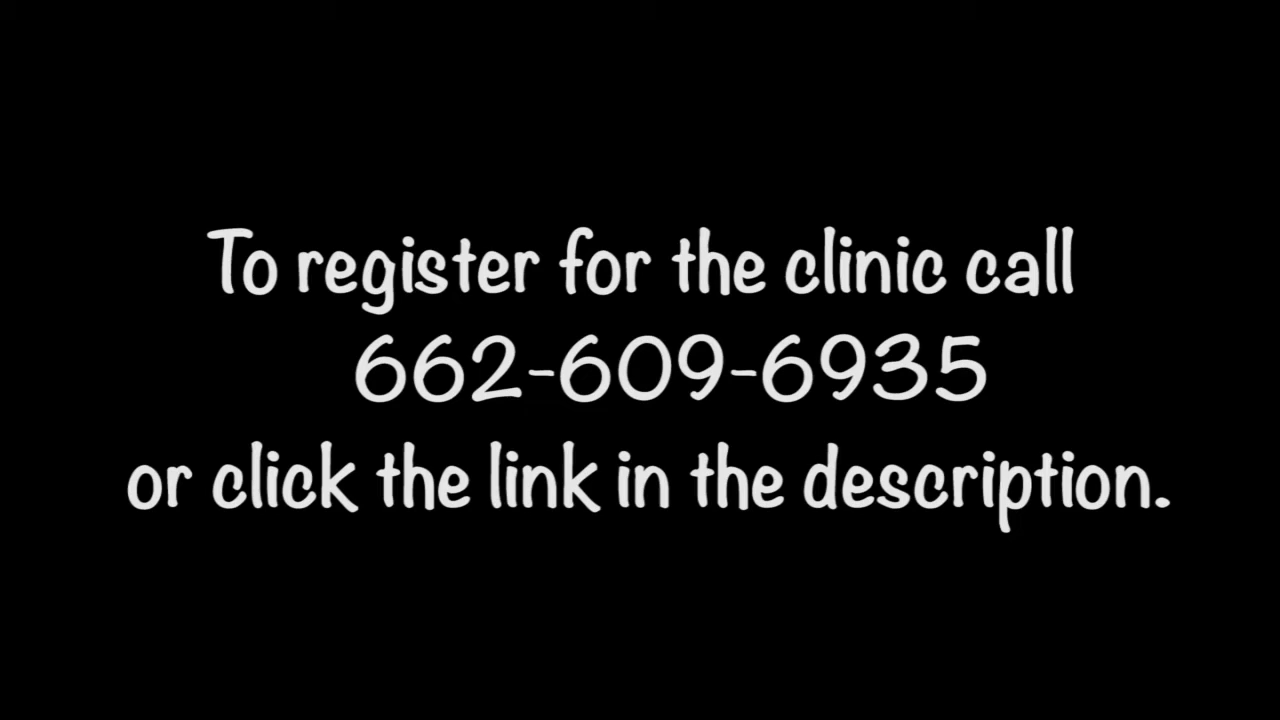 To register for the clinic call
662-609-6935
or click the link in the description.